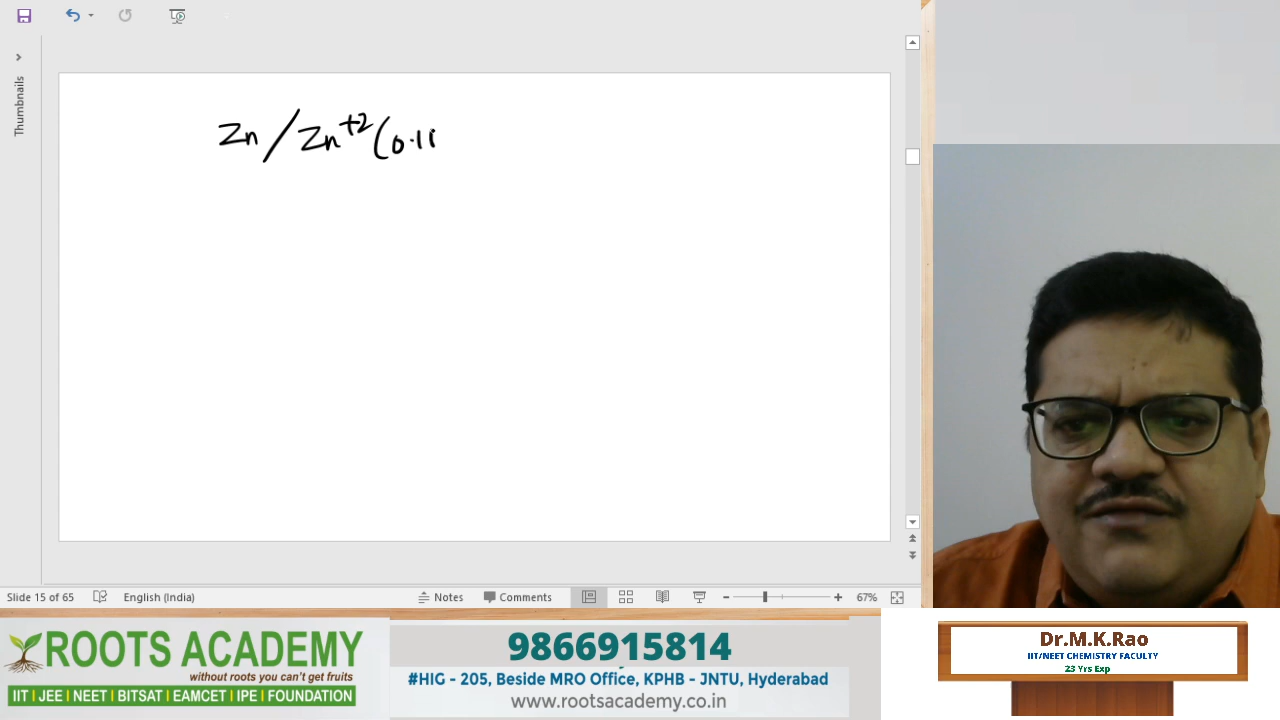 Thumbnails
Zn/Zn⁺²(0.1
Slide 15 of 65
English (India)
Notes
Comments
67%
ROOTS ACADEMY
without roots you can't get fruits
IIT I JEE I NEET I BITSAT I EAMCET I IPE I FOUNDATION
9866915814
#HIG - 205, Beside MRO Office, KPHB - JNTU, Hyderabad
www.rootsacademy.co.in
Dr.M.K.Rao
IIT/NEET CHEMISTRY FACULTY
23 Yrs Exp